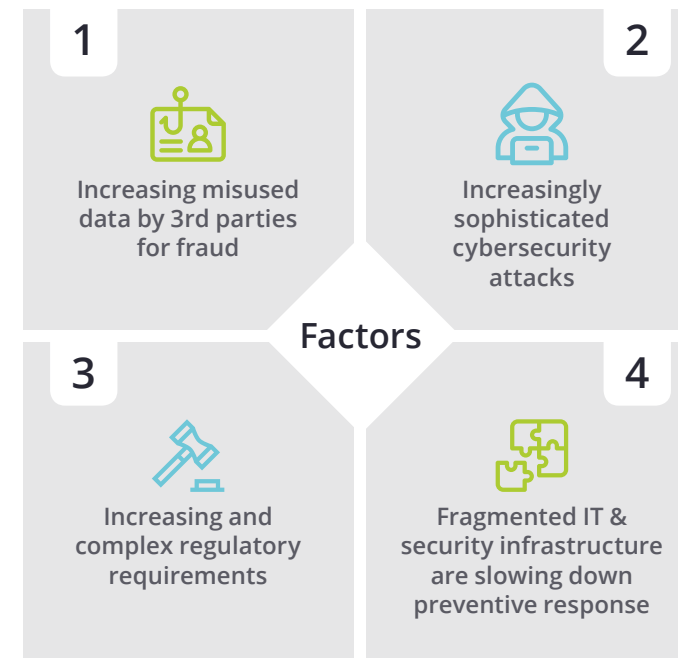 1
Increasing misused
data by 3rd parties
for fraud
2
Increasingly
sophisticated
cybersecurity
attacks
Factors
3
Increasing and
complex regulatory
requirements
4
Fragmented IT &
security infrastructure
are slowing down
preventive response